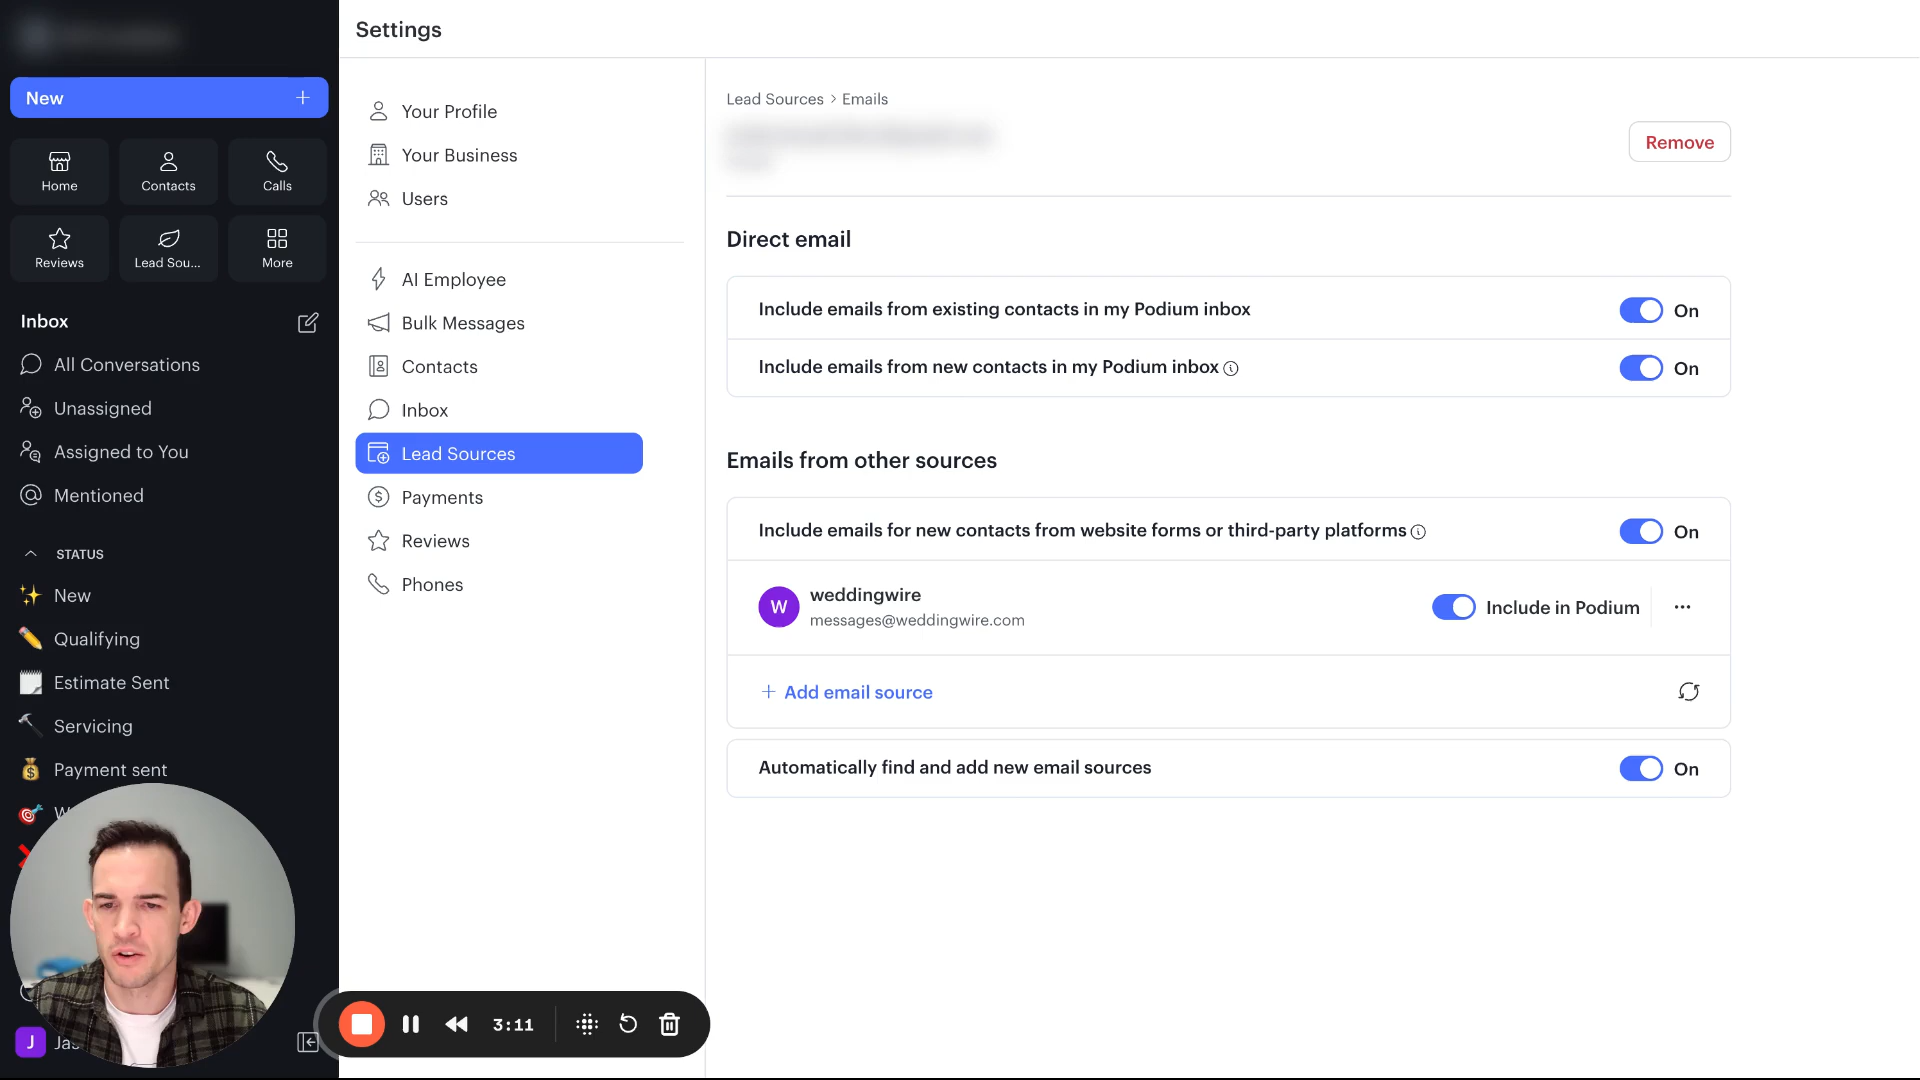 Settings
New
Home
Contacts
Calls
Reviews
Lead Sou...
More
Inbox
All Conversations
Unassigned
Assigned to You
Mentioned
STATUS
New
Qualifying
Estimate Sent
Servicing
Payment sent
J
Your Profile
Your Business
Users
AI Employee
Bulk Messages
Contacts
Inbox
Lead Sources
Payments
Reviews
Phones
Lead Sources > Emails
Remove
Direct email
Include emails from existing contacts in my Podium inbox
On
Include emails from new contacts in my Podium inbox
On
Emails from other sources
Include emails for new contacts from website forms or third-party platforms
On
W
weddingwire
messages@weddingwire.com
Include in Podium
+ Add email source
Automatically find and add new email sources
On
3:11